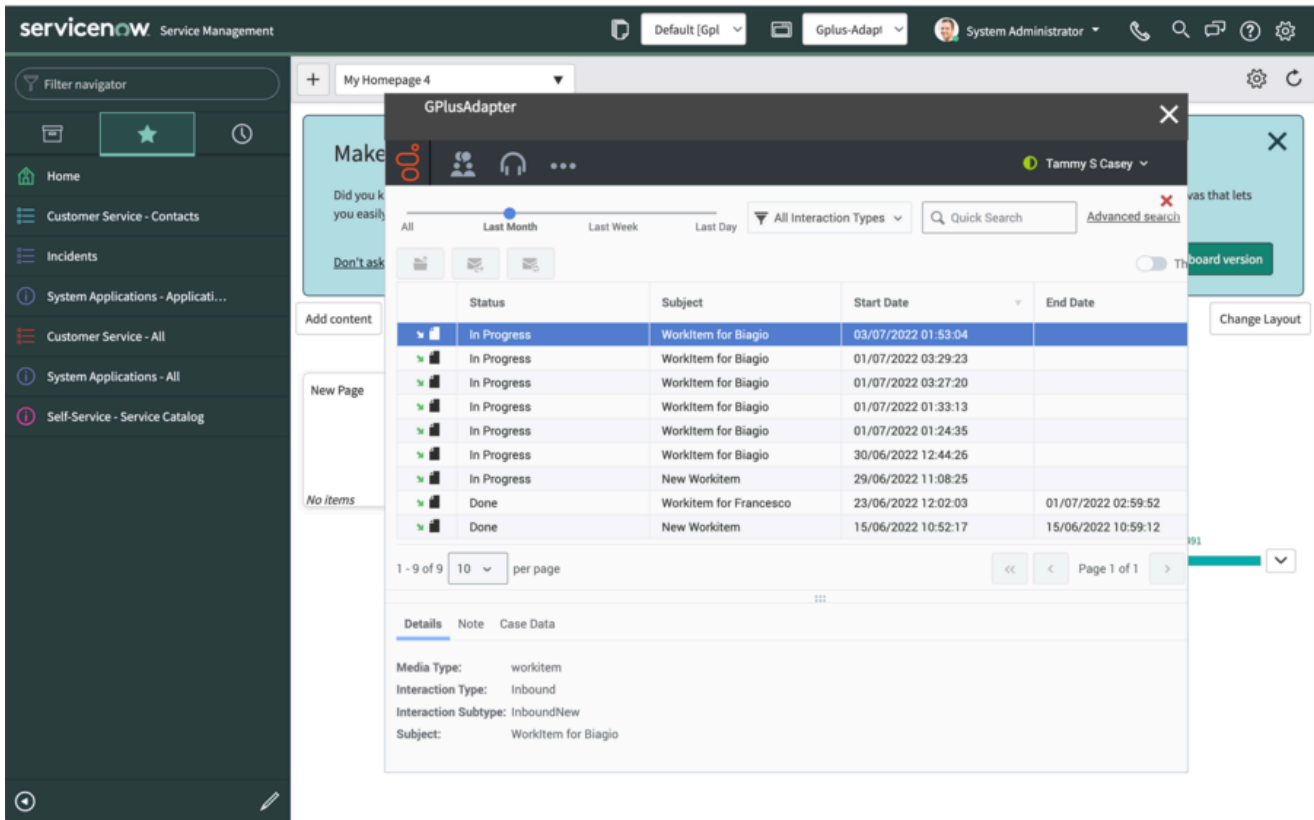 servicenow Service Management
Default [Gpl
Gplus-Adapt
System Administrator
Filter navigator
Home
Customer Service - Contacts
Incidents
System Applications - Applicati...
Customer Service - All
System Applications - All
Self-Service - Service Catalog
My Homepage 4
Make
Did you k
you easily
vas that lets
Don't ask
board version
Add content
Change Layout
New Page
No items
GPlusAdapter
Tammy S Casey
All
Last Month
Last Week
Last Day
All Interaction Types
Quick Search
Advanced search
Th
Status Subject Start Date End Date
In Progress WorkItem for Biagio 03/07/2022 01:53:04
In Progress WorkItem for Biagio 01/07/2022 03:29:23
In Progress WorkItem for Biagio 01/07/2022 03:27:20
In Progress WorkItem for Biagio 01/07/2022 01:33:13
In Progress WorkItem for Biagio 01/07/2022 01:24:35
In Progress WorkItem for Biagio 30/06/2022 12:44:26
In Progress New Workitem 29/06/2022 11:08:25
Done Workitem for Francesco 23/06/2022 12:02:03 01/07/2022 02:59:52
Done New Workitem 15/06/2022 10:52:17 15/06/2022 10:59:12
1 - 9 of 9 10 per page
Page 1 of 1
Details Note Case Data
Media Type: workitem
Interaction Type: Inbound
Interaction Subtype: InboundNew
Subject: WorkItem for Biagio